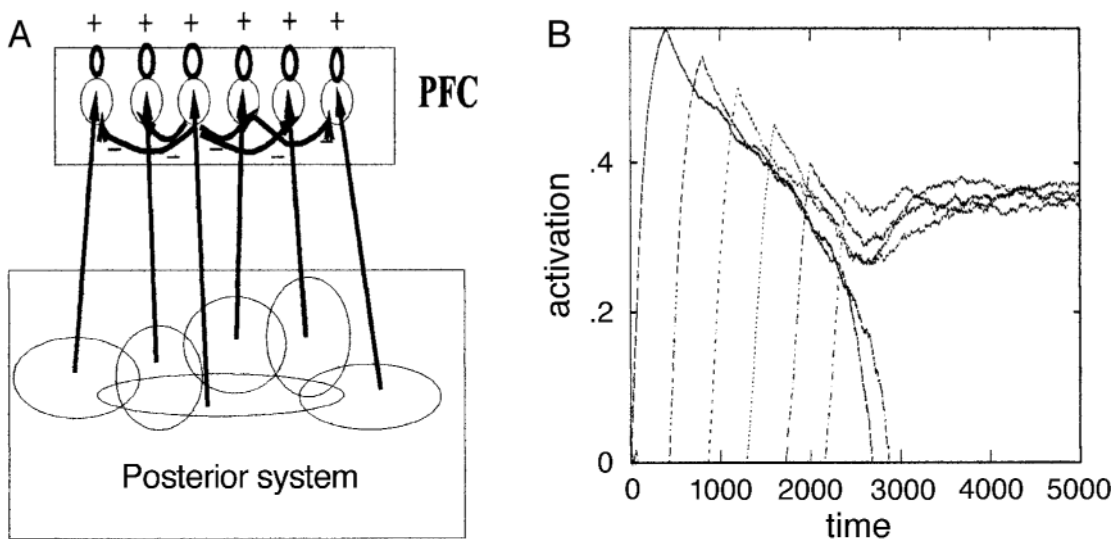 A
+ + + + + +
PFC
- - - - -
Posterior system
B
.4
.2
0
activation
0 1000 2000 3000 4000 5000
time